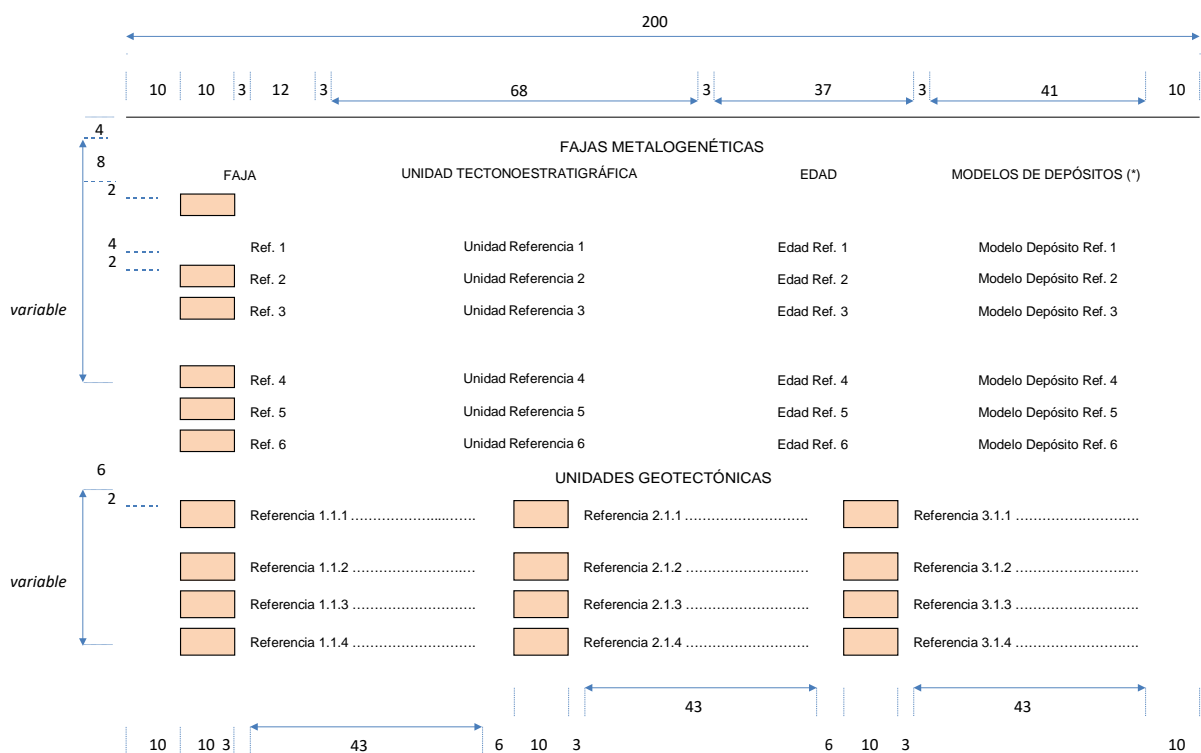 200
10 10 3 12 3 68 3 37 3 41 10
4
FAJAS METALOGENÉTICAS
8
FAJA UNIDAD TECTONOESTRATIGRÁFICA EDAD MODELOS DE DEPÓSITOS (*)
2
4
Ref. 1 Unidad Referencia 1 Edad Ref. 1 Modelo Depósito Ref. 1
2
Ref. 2 Unidad Referencia 2 Edad Ref. 2 Modelo Depósito Ref. 2
variable
Ref. 3 Unidad Referencia 3 Edad Ref. 3 Modelo Depósito Ref. 3
Ref. 4 Unidad Referencia 4 Edad Ref. 4 Modelo Depósito Ref. 4
Ref. 5 Unidad Referencia 5 Edad Ref. 5 Modelo Depósito Ref. 5
Ref. 6 Unidad Referencia 6 Edad Ref. 6 Modelo Depósito Ref. 6
6
UNIDADES GEOTECTÓNICAS
2
Referencia 1.1.1 ………………......…… Referencia 2.1.1 ………………………. Referencia 3.1.1 ……………………….
Referencia 1.1.2 ……………………..… Referencia 2.1.2 ……………………..… Referencia 3.1.2 ……………………..…
variable
Referencia 1.1.3 ………………………. Referencia 2.1.3 ………………………. Referencia 3.1.3 ……………………….
Referencia 1.1.4 ………………………. Referencia 2.1.4 ………………………. Referencia 3.1.4 ……………………….
43 43
10 10 3 43 6 10 3 6 10 3 10